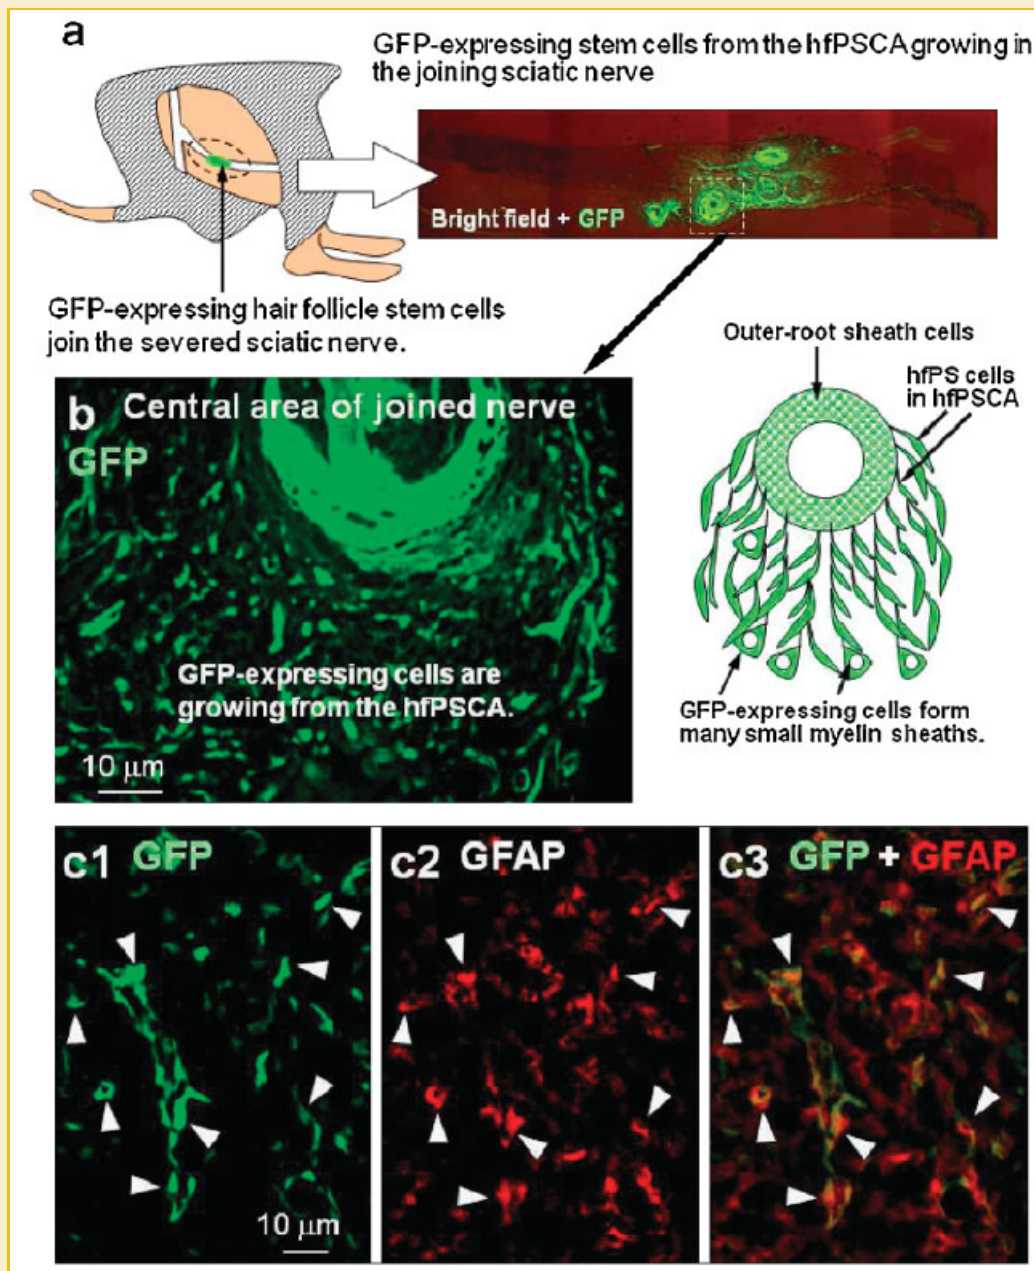 a
GFP-expressing stem cells from the hfPSCA growing in
the joining sciatic nerve
Bright field + GFP
GFP-expressing hair follicle stem cells
join the severed sciatic nerve.
b Central area of joined nerve
GFP
GFP-expressing cells are
growing from the hfPSCA.
10 μm
Outer-root sheath cells
hfPS cells
in hfPSCA
GFP-expressing cells form
many small myelin sheaths.
c1 GFP
10 μm
c2 GFAP
c3 GFP + GFAP